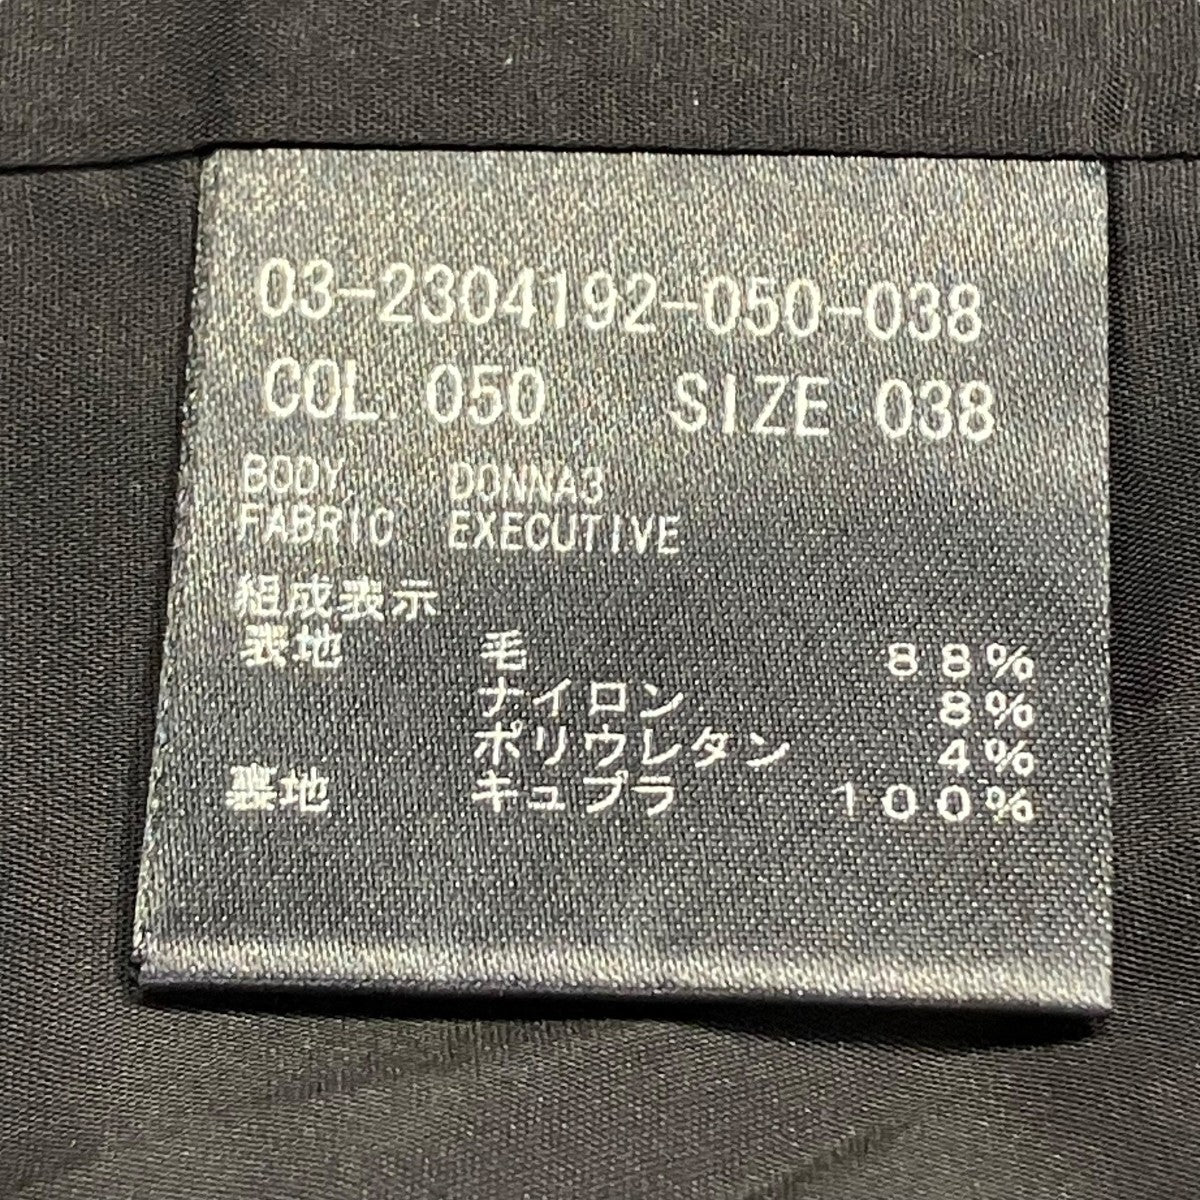 03-2304192-050-038
COL 050 SIZE 038
BODY DONNA3
FABRIC EXECUTIVE
組成表示
表地 毛 88%
ナイロン 8%
ポリウレタン 4%
裏地 キュプラ 100%